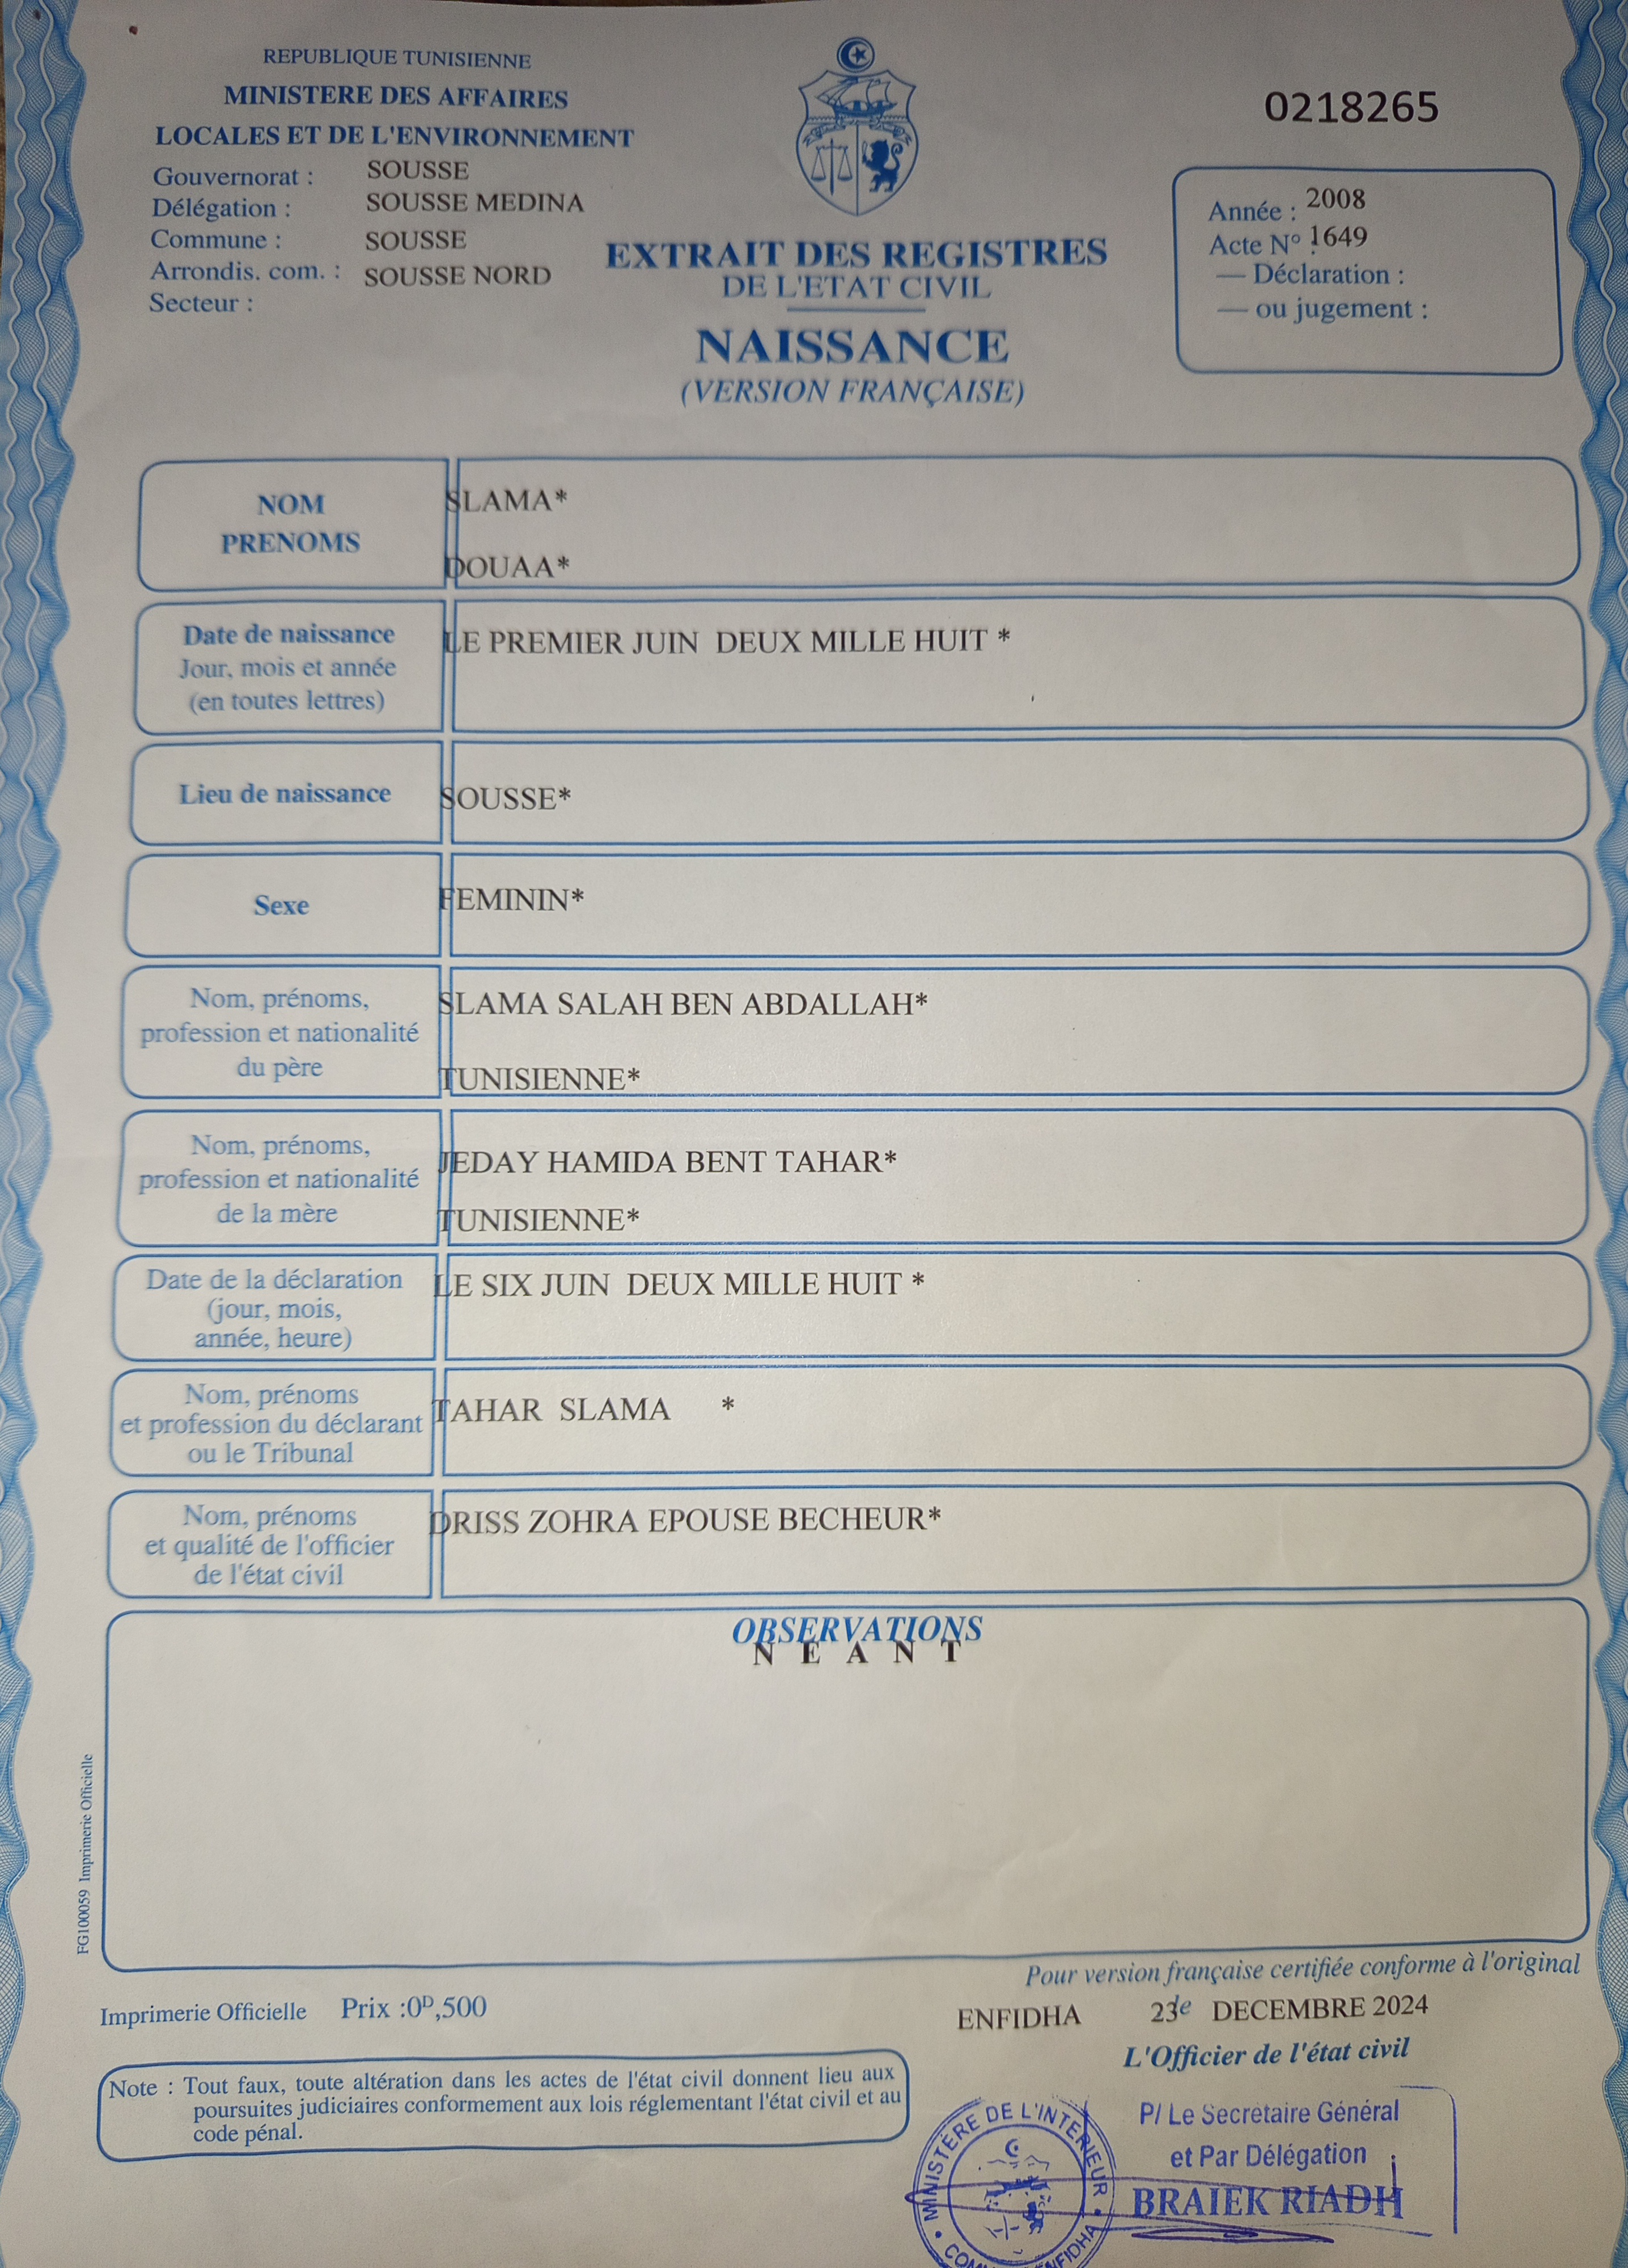 REPUBLIQUE TUNISIENNE
MINISTERE DES AFFAIRES
LOCALES ET DE L'ENVIRONNEMENT
Gouvernorat : SOUSSE
Délégation : SOUSSE MEDINA
Commune : SOUSSE
Arrondis. com. : SOUSSE NORD
Secteur :
EXTRAIT DES REGISTRES
DE L'ETAT CIVIL
NAISSANCE
(VERSION FRANÇAISE)
0218265
Année : 2008
Acte N° : 1649
— Déclaration :
— ou jugement :
NOM
PRENOMS
SLAMA*
DOUAA*
Date de naissance
Jour, mois et année
(en toutes lettres)
LE PREMIER JUIN DEUX MILLE HUIT *
Lieu de naissance
SOUSSE*
Sexe
FEMININ*
Nom, prénoms,
profession et nationalité
du père
SLAMA SALAH BEN ABDALLAH*
TUNISIENNE*
Nom, prénoms,
profession et nationalité
de la mère
JEDAY HAMIDA BENT TAHAR*
TUNISIENNE*
Date de la déclaration
(jour, mois,
année, heure)
LE SIX JUIN DEUX MILLE HUIT *
Nom, prénoms
et profession du déclarant
ou le Tribunal
TAHAR SLAMA *
Nom, prénoms
et qualité de l'officier
de l'état civil
DRISS ZOHRA EPOUSE BECHEUR*
OBSERVATIONS
N E A N T
FG100059 Imprimerie Officielle
Pour version française certifiée conforme à l'original
Imprimerie Officielle Prix :0ᴰ,500
ENFIDHA 23 le DECEMBRE 2024
L'Officier de l'état civil
Note : Tout faux, toute altération dans les actes de l'état civil donnent lieu aux
poursuites judiciaires conformement aux lois réglementant l'état civil et au
code pénal.
MINISTÈRE DE L'INTERIEUR
P/ Le Secretaire Général
et Par Délégation
BRAIEK RIADH